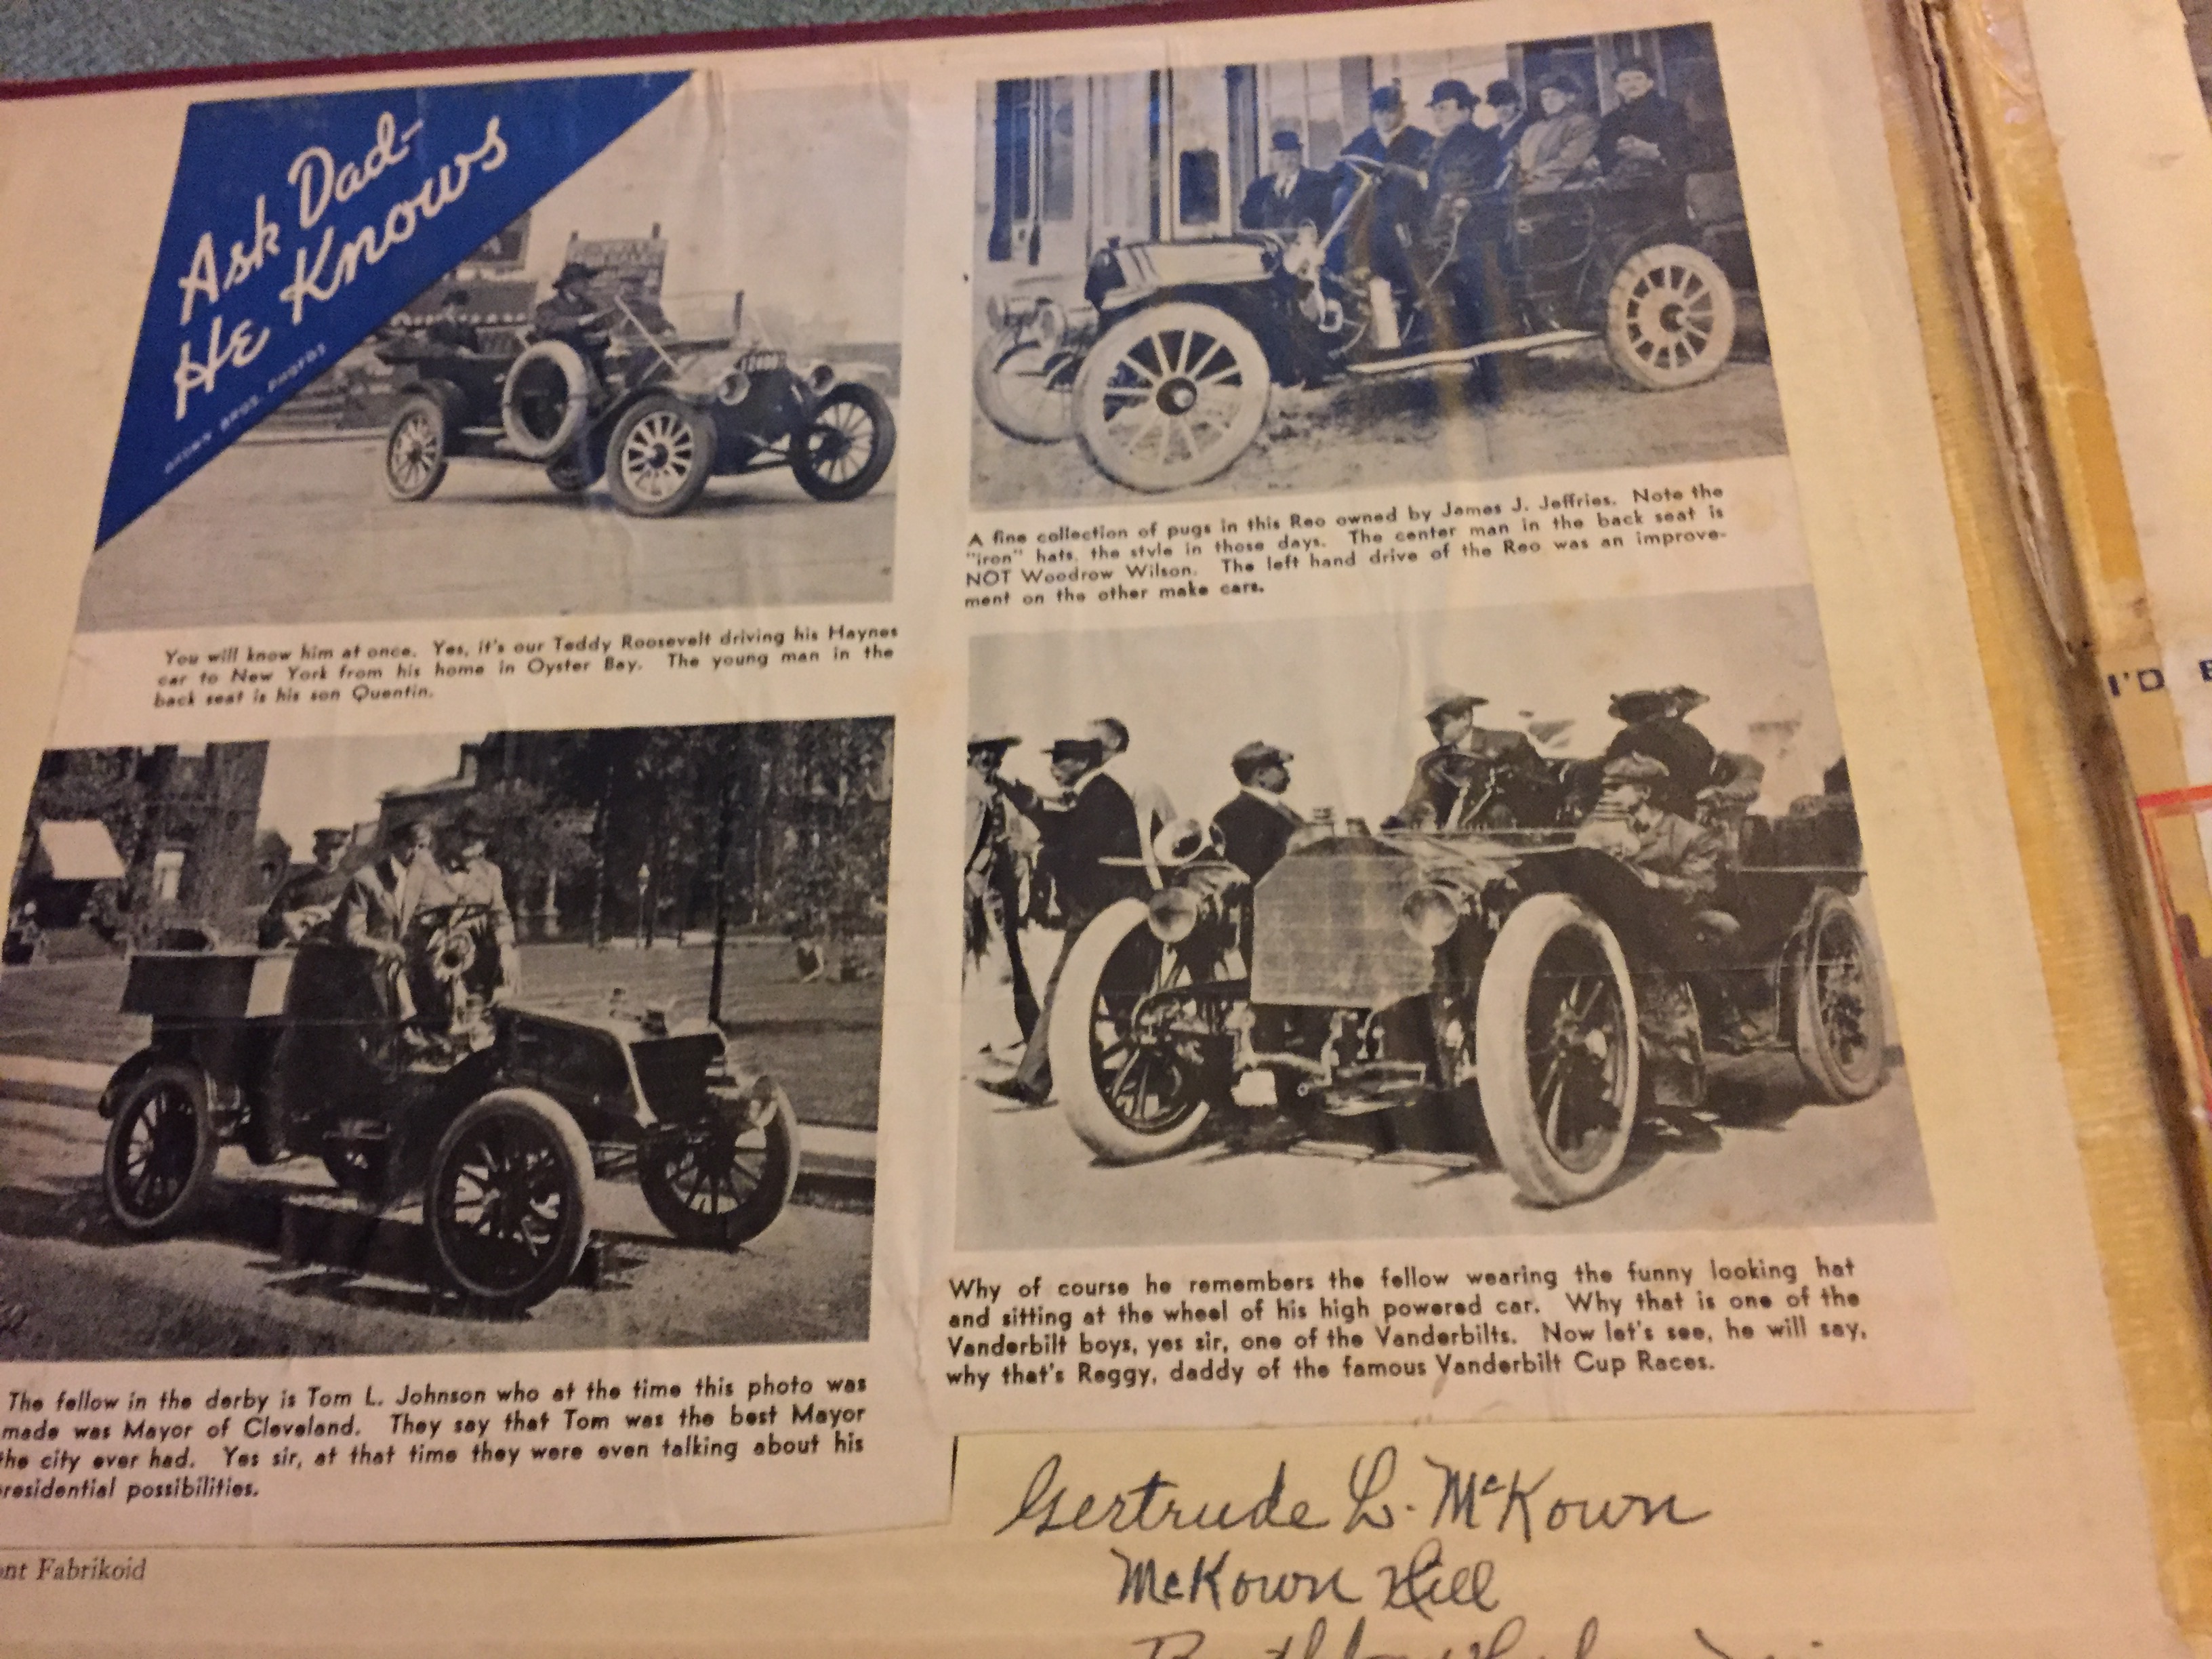 Ask Dad-
He Knows
BROWN BROS. PHOTOS
You will know him at once. Yes, it's our Teddy Roosevelt driving his Haynes
car to New York from his home in Oyster Bay. The young man in the
back seat is his son Quentin.
The fellow in the derby is Tom L. Johnson who at the time this photo was
made was Mayor of Cleveland. They say that Tom was the best Mayor
the city ever had. Yes sir, at that time they were even talking about his
residential possibilities.
A fine collection of pugs in this Reo owned by James J. Jeffries. Note the
"iron" hats, the style in those days. The center man in the back seat is
NOT Woodrow Wilson. The left hand drive of the Reo was an improve-
ment on the other make cars.
Why of course he remembers the fellow wearing the funny looking hat
and sitting at the wheel of his high powered car. Why that is one of the
Vanderbilt boys, yes sir, one of the Vanderbilts. Now let's see, he will say,
why that's Reggy, daddy of the famous Vanderbilt Cup Races.
Gertrude L. McKown
McKown Hill
nt Fabrikoid
I'D